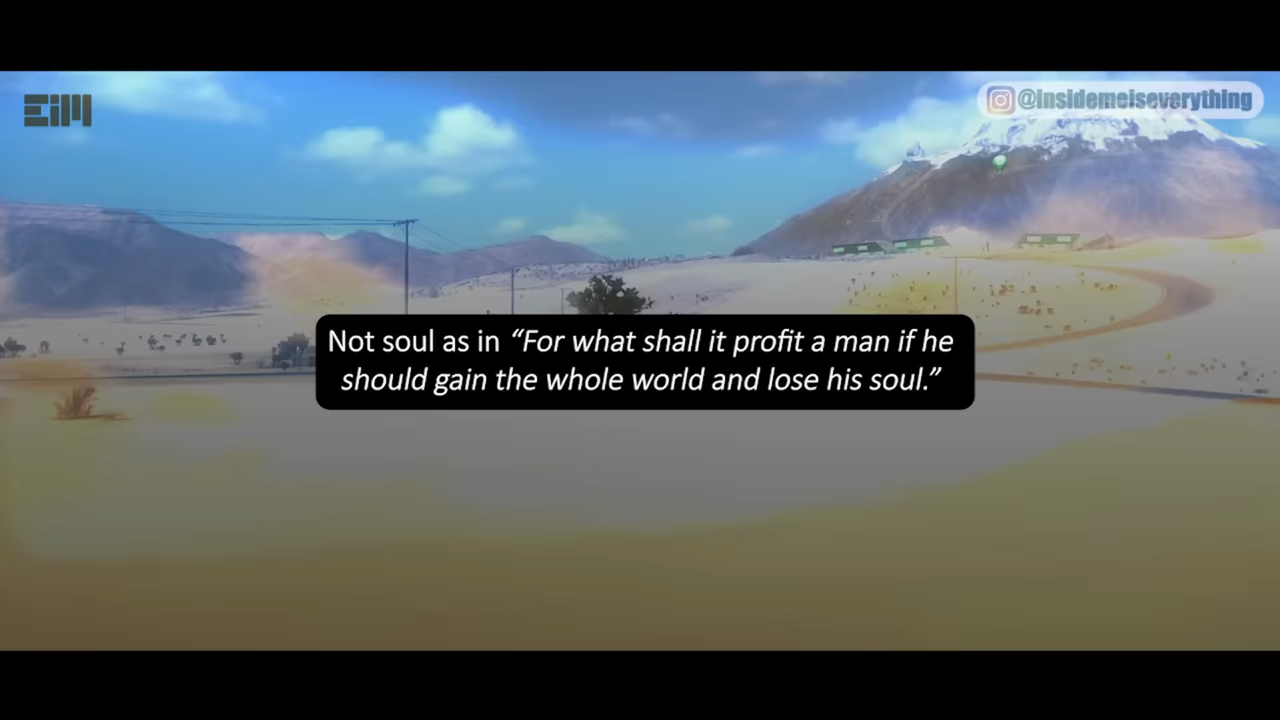 EiM
@insidemeiseverything
Not soul as in “For what shall it profit a man if he
should gain the whole world and lose his soul.”